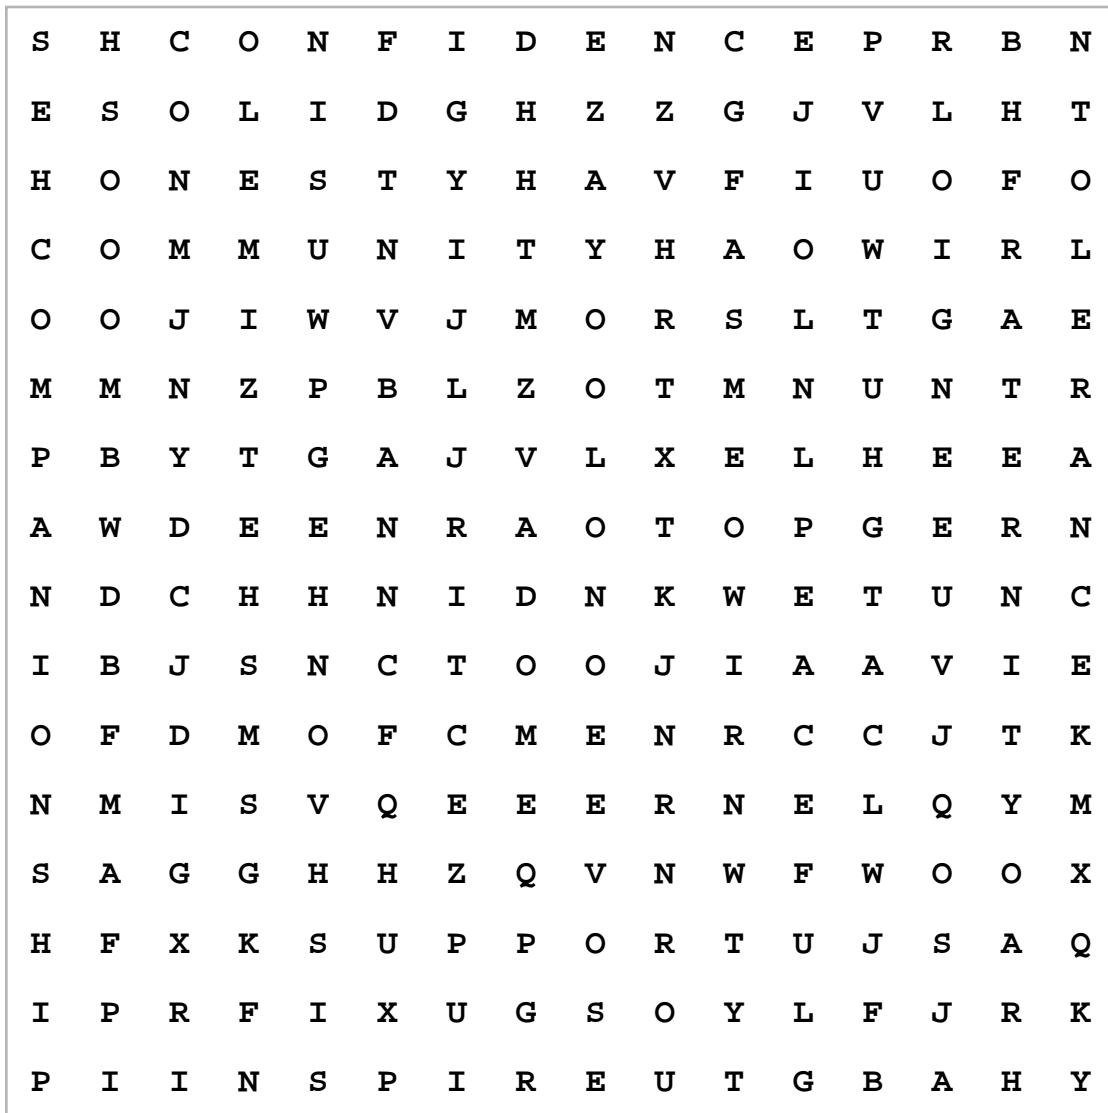 S H C O N F I D E N C E P R B N
E S O L I D G H Z Z G J V L H T
H O N E S T Y H A V F I U O F O
C O M M U N I T Y H A O W I R L
O O J I W V J M O R S L T G A E
M M N Z P B L Z O T M N U N T R
P B Y T G A J V L X E L H E E A
A W D E E N R A O T O P G E R N
N D C H H N I D N K W E T U N C
I B J S N C T O O J I A A V I E
O F D M O F C M E N R C C J T K
N M I S V Q E E E R N E L Q Y M
S A G G H H Z Q V N W F W O O X
H F X K S U P P O R T U J S A Q
I P R F I X U G S O Y L F J R K
P I I N S P I R E U T G B A H Y